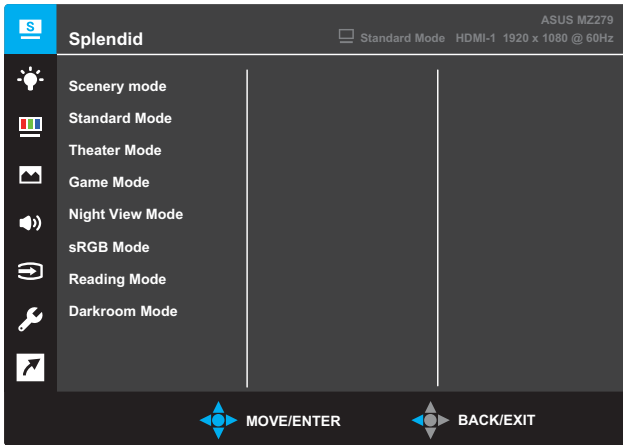 S
ASUS MZ279
Splendid
Standard Mode HDMI-1 1920 x 1080 @ 60Hz
Scenery mode
Standard Mode
Theater Mode
Game Mode
Night View Mode
sRGB Mode
Reading Mode
Darkroom Mode
MOVE/ENTER
BACK/EXIT